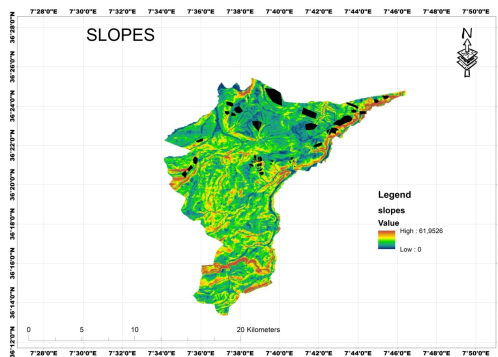 7°28'0"E 7°30'0"E 7°32'0"E 7°34'0"E 7°36'0"E 7°38'0"E 7°40'0"E 7°42'0"E 7°44'0"E 7°46'0"E 7°48'0"E 7°50'0"E
SLOPES
N
36°28'0"N
36°26'0"N
36°24'0"N
36°22'0"N
36°20'0"N
36°18'0"N
36°16'0"N
36°14'0"N
36°12'0"N
Legend
slopes
Value
High : 61,9526
Low : 0
0 5 10 20 Kilometers
7°28'0"E 7°30'0"E 7°32'0"E 7°34'0"E 7°36'0"E 7°38'0"E 7°40'0"E 7°42'0"E 7°44'0"E 7°46'0"E 7°48'0"E 7°50'0"E